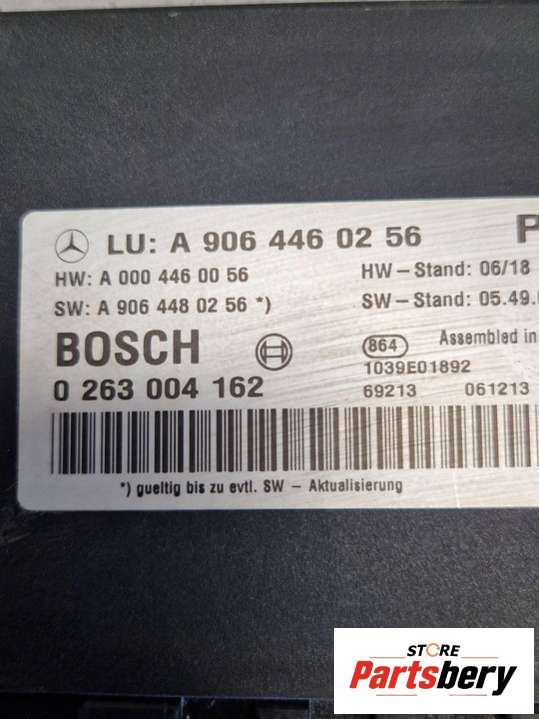 LU: A 906 446 02 56 P
HW: A 000 446 00 56 HW-Stand: 06/18
SW: A 906 448 02 56 *) SW-Stand: 05.49.
BOSCH 864 Assembled in
0 263 004 162 1039E01892
69213 061213
*) gueltig bis zu evtl. SW - Aktualisierung
STORE
Partsbery